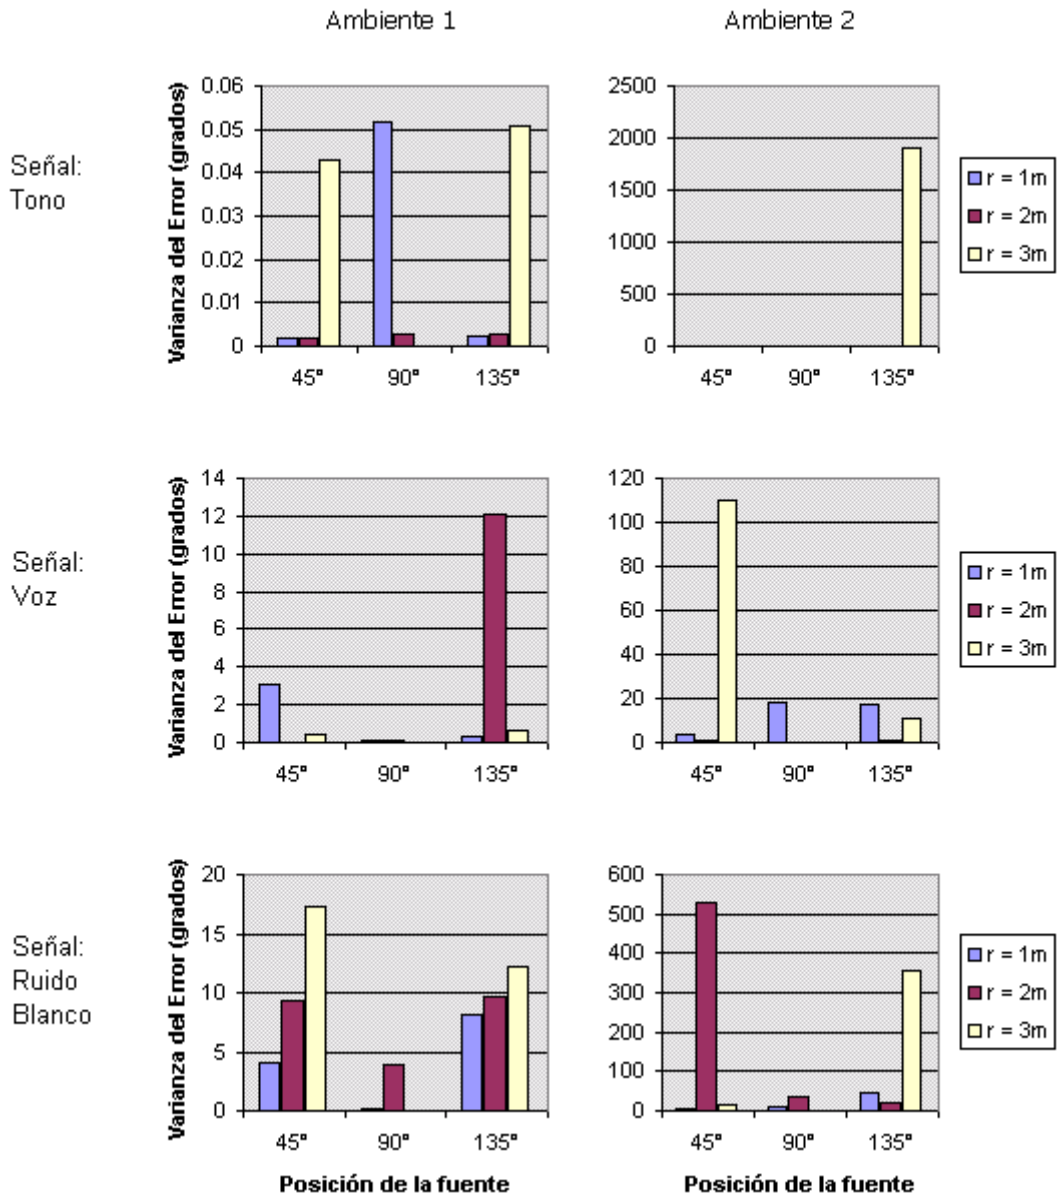 Ambiente 1
Ambiente 2
Señal:
Tono
Varianza del Error (grados)
0.06
0.05
0.04
0.03
0.02
0.01
0
45° 90° 135°
2500
2000
1500
1000
500
0
45° 90° 135°
r = 1m
r = 2m
r = 3m
Señal:
Voz
Varianza del Error (grados)
14
12
10
8
6
4
2
0
45° 90° 135°
120
100
80
60
40
20
0
45° 90° 135°
r = 1m
r = 2m
r = 3m
Señal:
Ruido
Blanco
Varianza del Error (grados)
20
15
10
5
0
45° 90° 135°
Posición de la fuente
600
500
400
300
200
100
0
45° 90° 135°
Posición de la fuente
r = 1m
r = 2m
r = 3m